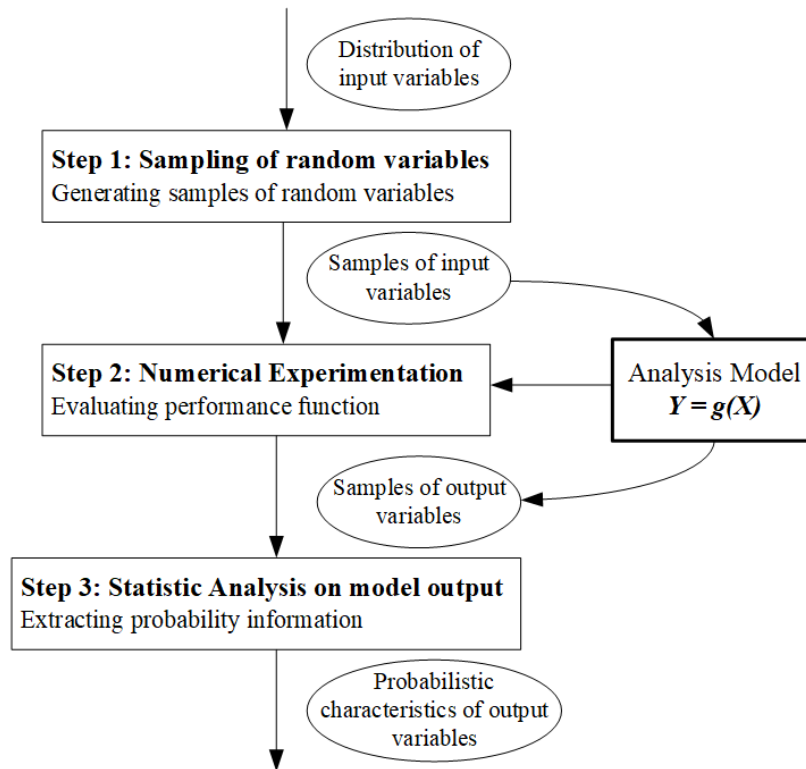 Distribution of
input variables
Step 1: Sampling of random variables
Generating samples of random variables
Samples of input
variables
Step 2: Numerical Experimentation
Evaluating performance function
Analysis Model
Y = g(X)
Samples of output
variables
Step 3: Statistic Analysis on model output
Extracting probability information
Probabilistic
characteristics of output
variables